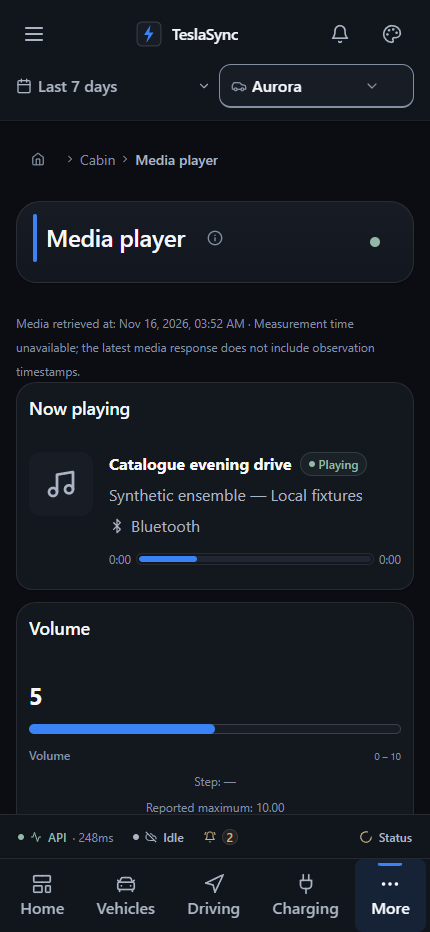 TeslaSync
Last 7 days
Aurora
Cabin
Media player
Media player
Media retrieved at: Nov 16, 2026, 03:52 AM · Measurement time
unavailable; the latest media response does not include observation
timestamps.
Now playing
Catalogue evening drive
Playing
Synthetic ensemble — Local fixtures
Bluetooth
0:00
0:00
Volume
5
Volume
0 – 10
Step: —
Reported maximum: 10.00
API · 248ms
Idle
2
Status
Home
Vehicles
Driving
Charging
More